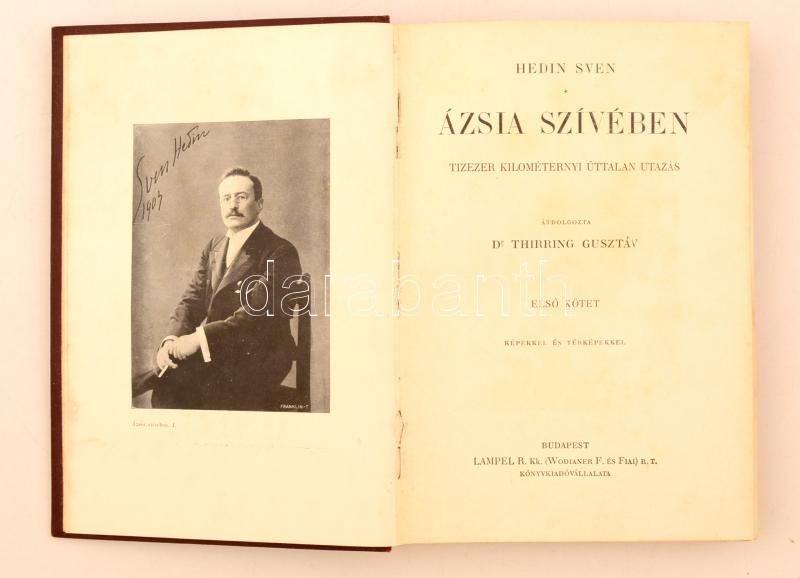 Sven Hedin
1903
FRANKLIN-T.
Ázsia szívében. I.
HEDIN SVEN
ÁZSIA SZÍVÉBEN
TIZEZER KILOMÉTERNYI ÚTTALAN UTAZÁS
ÁTDOLGOZTA
Dr THIRRING GUSZTÁV
ELSŐ KÖTET
KÉPEKKEL ÉS TÉRKÉPEKKEL
BUDAPEST
LAMPEL R. Kk. (WODIANER F. ÉS FIAI) R. T.
KÖNYVKIADÓVÁLLALATA
darabanth